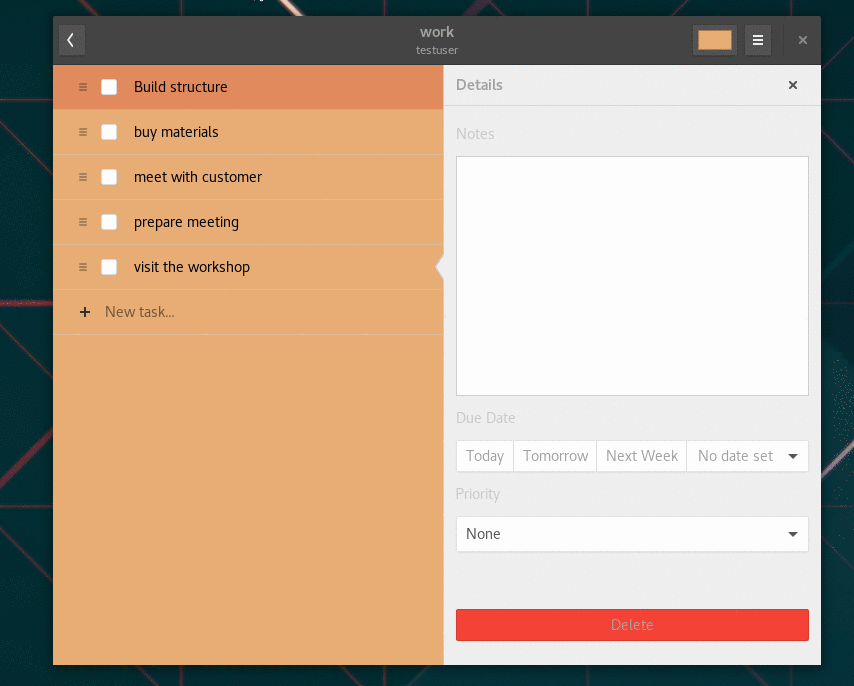 work
testuser
Build structure
buy materials
meet with customer
prepare meeting
visit the workshop
New task...
Details
Notes
Due Date
Today Tomorrow Next Week No date set
Priority
None
Delete